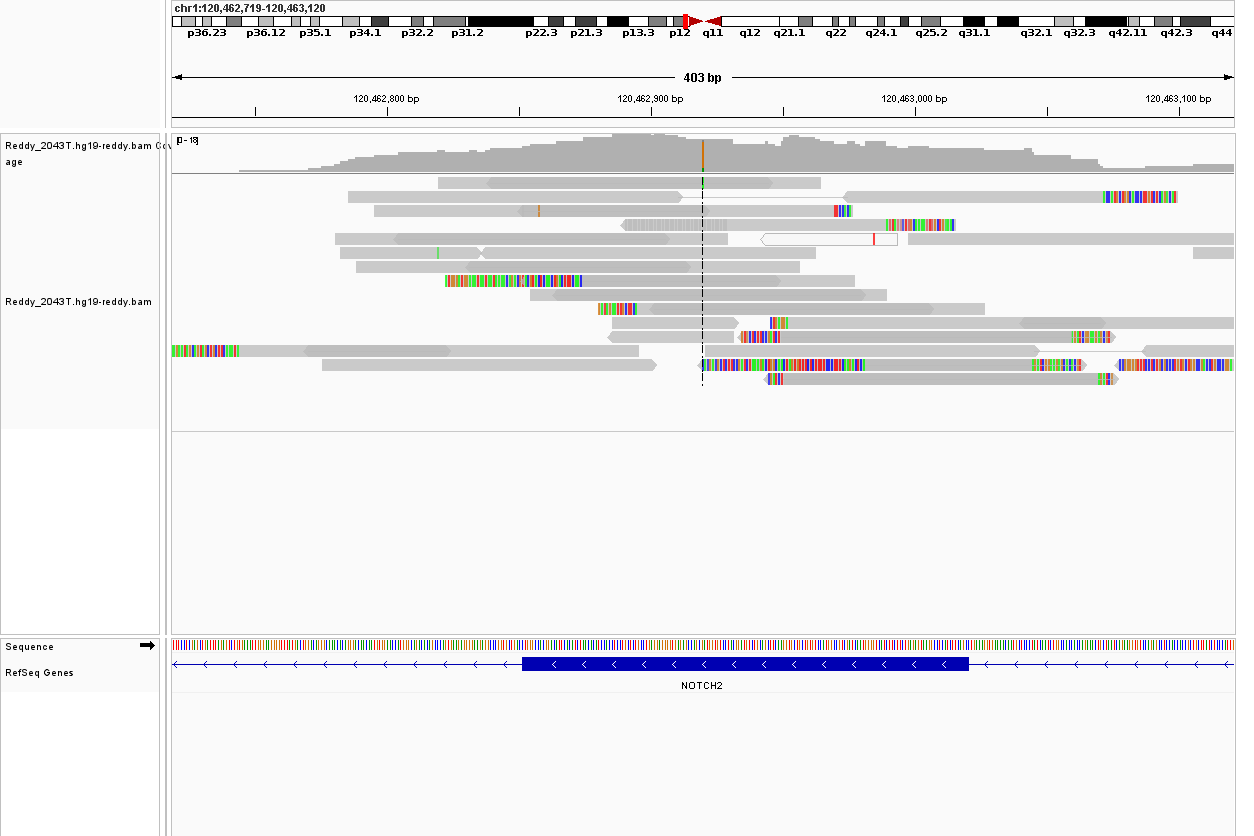 chr1:120,462,719-120,463,120
p36.23 p36.12 p35.1 p34.1 p32.2 p31.2 p22.3 p21.3 p13.3 p12 q11 q12 q21.1 q22 q24.1 q25.2 q31.1 q32.1 q32.3 q42.11 q42.3 q44
403 bp
120,462,800 bp 120,462,900 bp 120,463,000 bp 120,463,100 bp
Reddy_2043T.hg19-reddy.bam Cov
age
[0 - 18]
Reddy_2043T.hg19-reddy.bam
Sequence
RefSeq Genes
NOTCH2